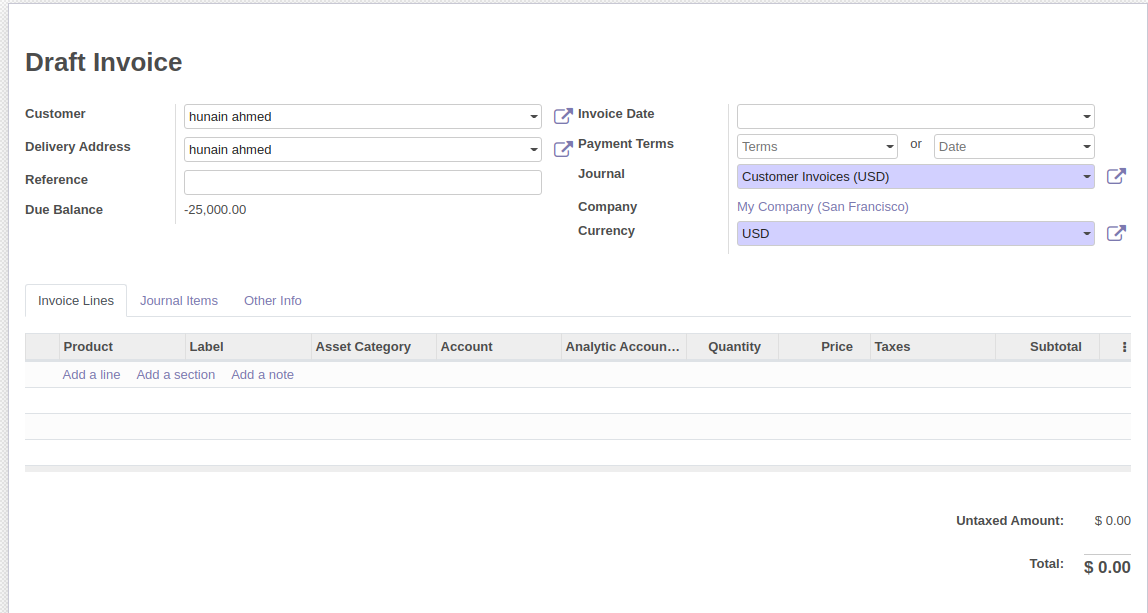 Draft Invoice
Customer
hunain ahmed
Delivery Address
hunain ahmed
Reference
Due Balance
-25,000.00
Invoice Date
Payment Terms
Terms
or
Date
Journal
Customer Invoices (USD)
Company
My Company (San Francisco)
Currency
USD
Invoice Lines Journal Items Other Info
Product Label Asset Category Account Analytic Accoun... Quantity Price Taxes Subtotal
Add a line Add a section Add a note
Untaxed Amount: $ 0.00
Total: $ 0.00